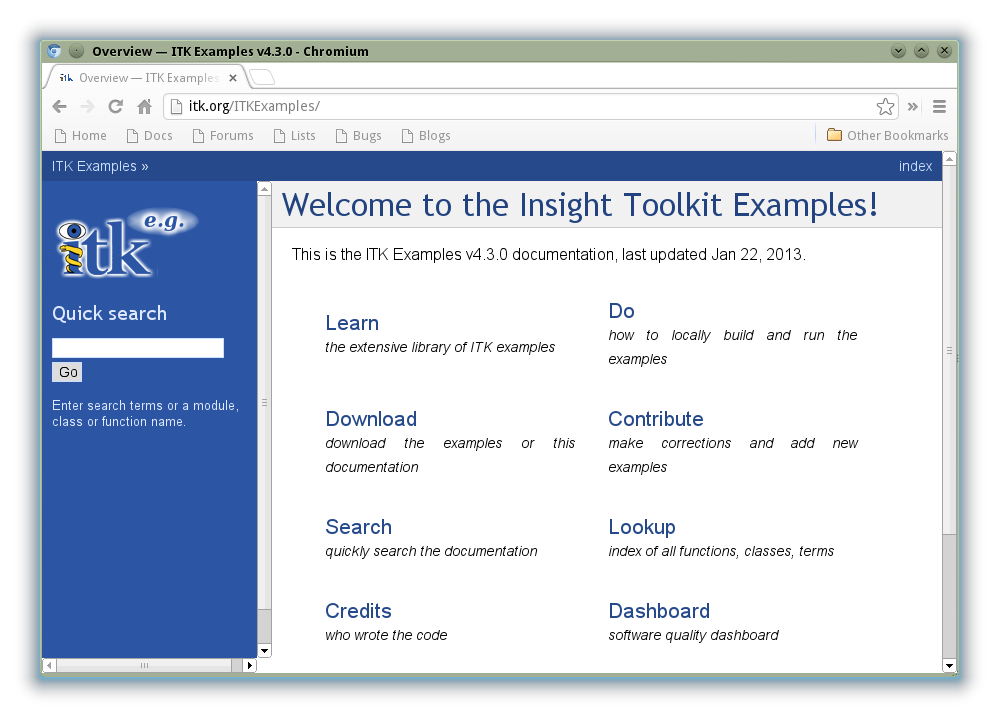 Overview — ITK Examples v4.3.0 - Chromium
itk Overview — ITK Examples
itk.org/ITKExamples/
Home Docs Forums Lists Bugs Blogs Other Bookmarks
ITK Examples » index
itk e.g.
Quick search
Go
Enter search terms or a module,
class or function name.
Welcome to the Insight Toolkit Examples!
This is the ITK Examples v4.3.0 documentation, last updated Jan 22, 2013.
Learn
the extensive library of ITK examples
Do
how to locally build and run the
examples
Download
download the examples or this
documentation
Contribute
make corrections and add new
examples
Search
quickly search the documentation
Lookup
index of all functions, classes, terms
Credits
who wrote the code
Dashboard
software quality dashboard